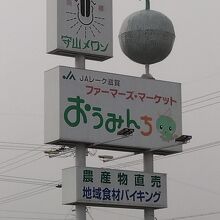 守山メロン
JAレーク滋賀
ファーマーズ・マーケット
おうみんち
農産物直売
地域食材バイキング